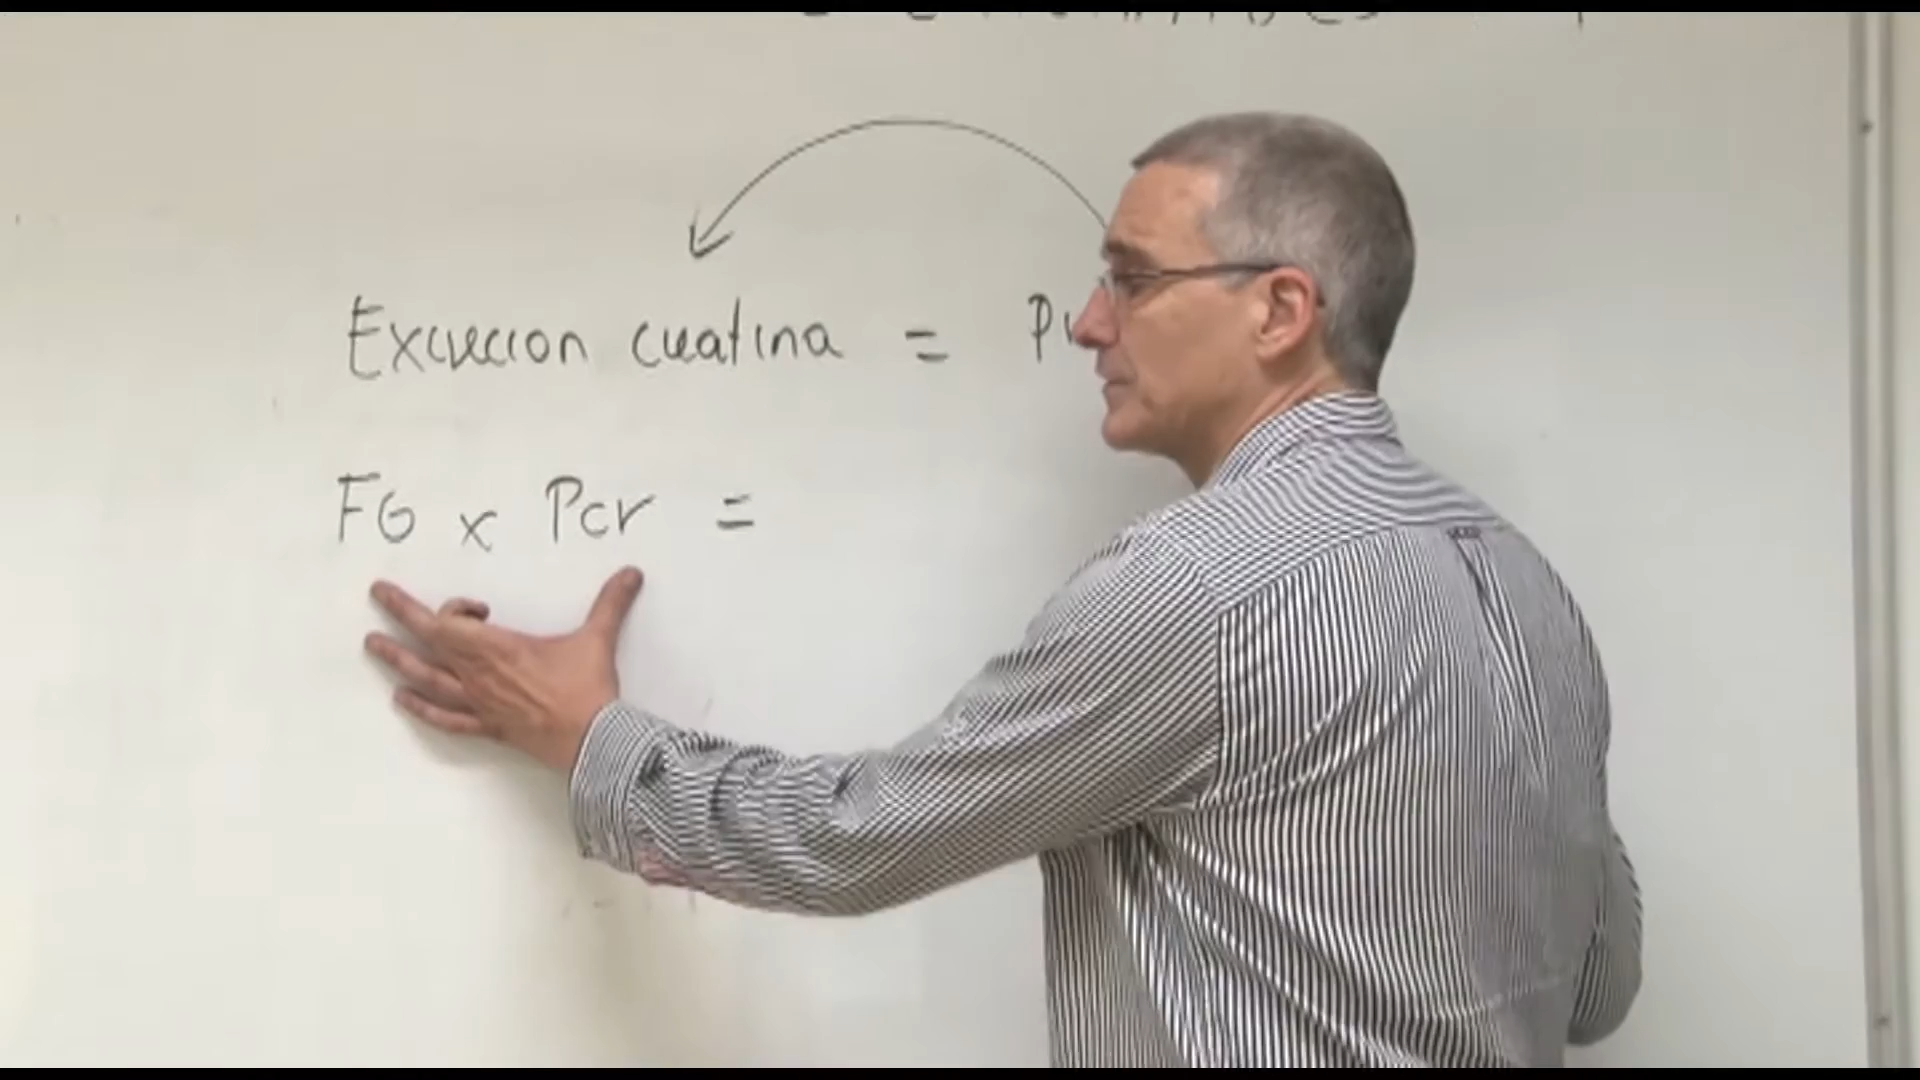 Excrecion creatina =
FG x Pcr =